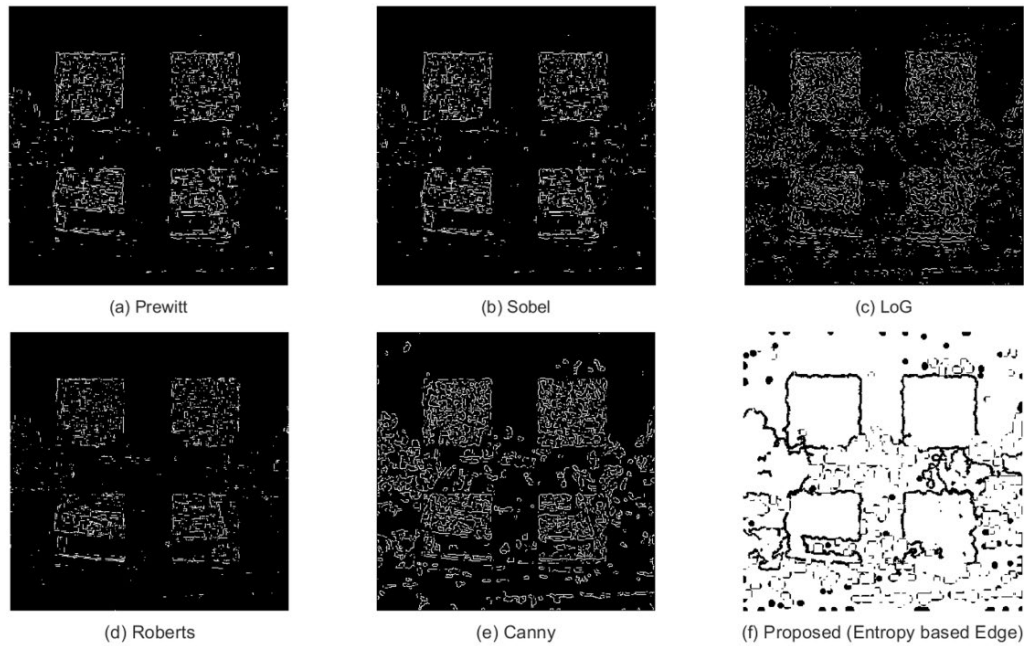 (a) Prewitt
(b) Sobel
(c) LoG
(d) Roberts
(e) Canny
(f) Proposed (Entropy based Edge)